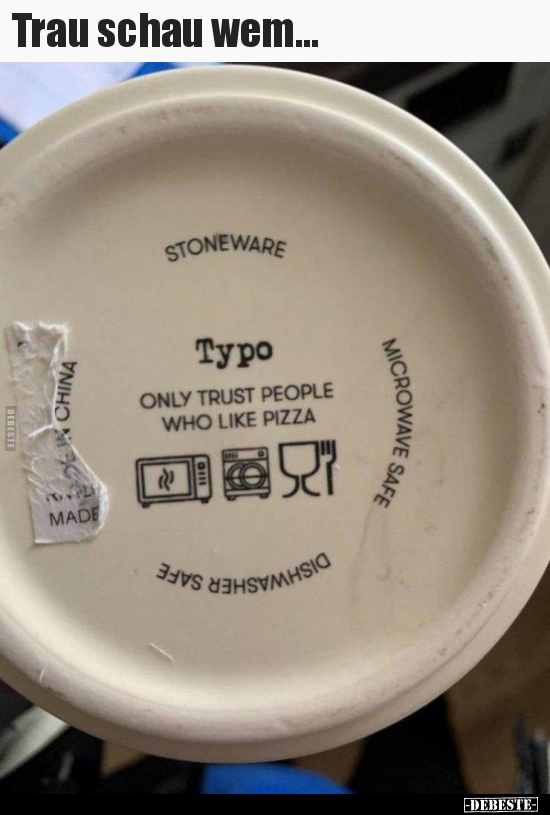 Trau schau wem...
STONEWARE
Typo
ONLY TRUST PEOPLE
WHO LIKE PIZZA
MICROWAVE SAFE
DISHWASHER SAFE
IN CHINA
MADE
DEBESTE
-DEBESTE-